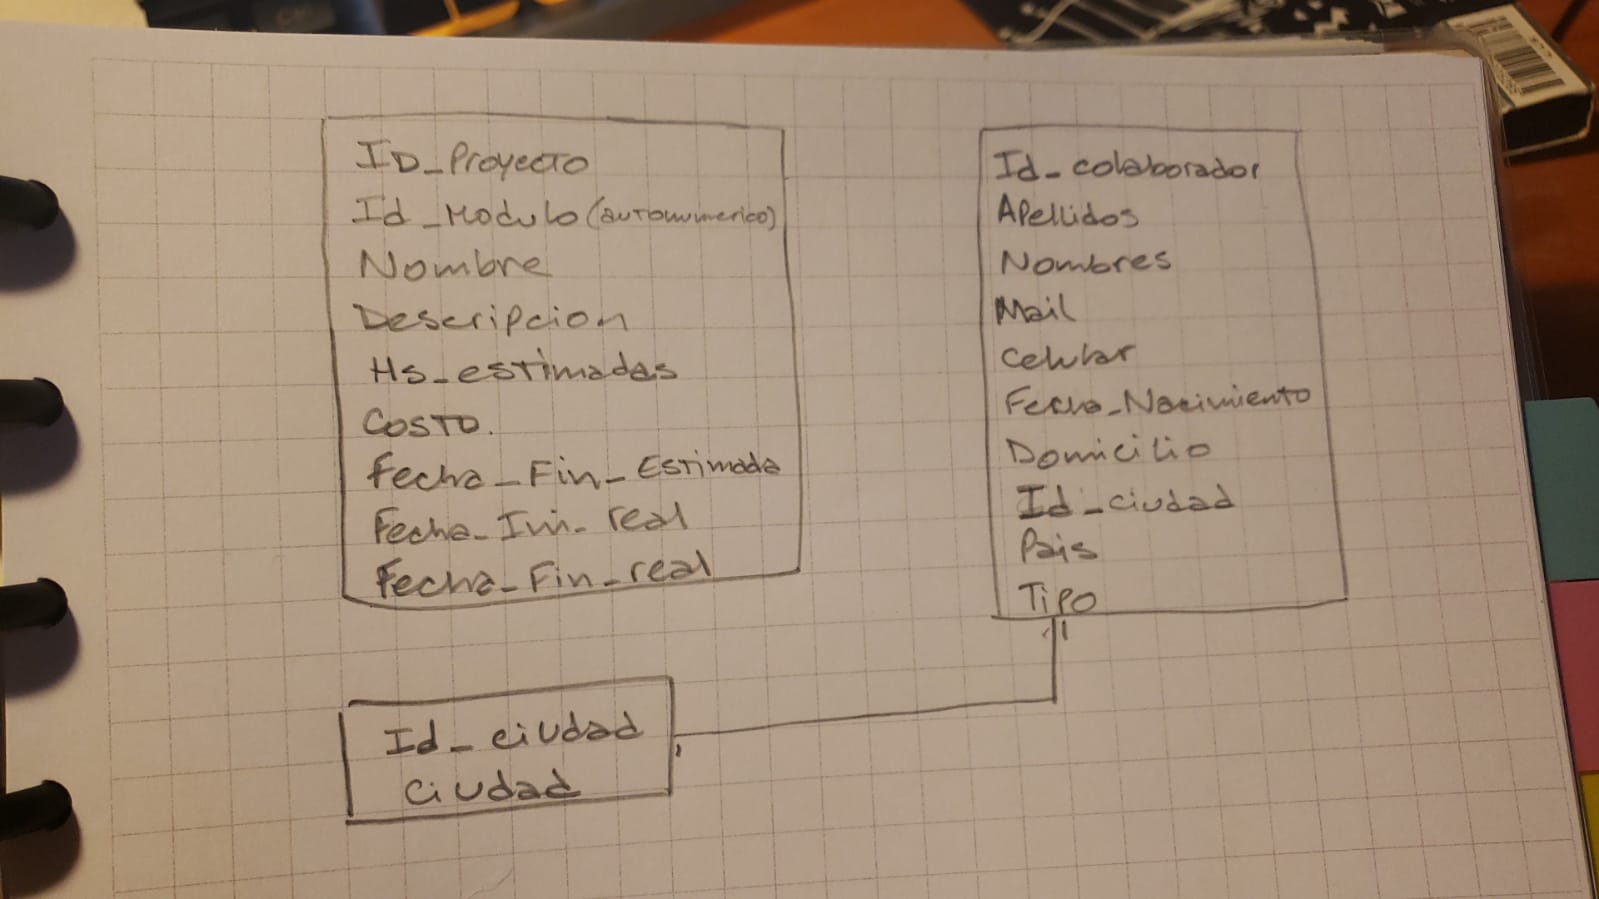 ID_Proyecto
Id_Modulo (autonumerico)
Nombre
Descripcion
Hs_estimadas
Costo.
Fecha_Fin_Estimada
Fecha_Ini_real
Fecha_Fin_real
Id_colaborador
Apellidos
Nombres
Mail
Celular
Fecha_Nacimiento
Domicilio
Id_ciudad
Pais
Tipo
Id_ciudad
Ciudad